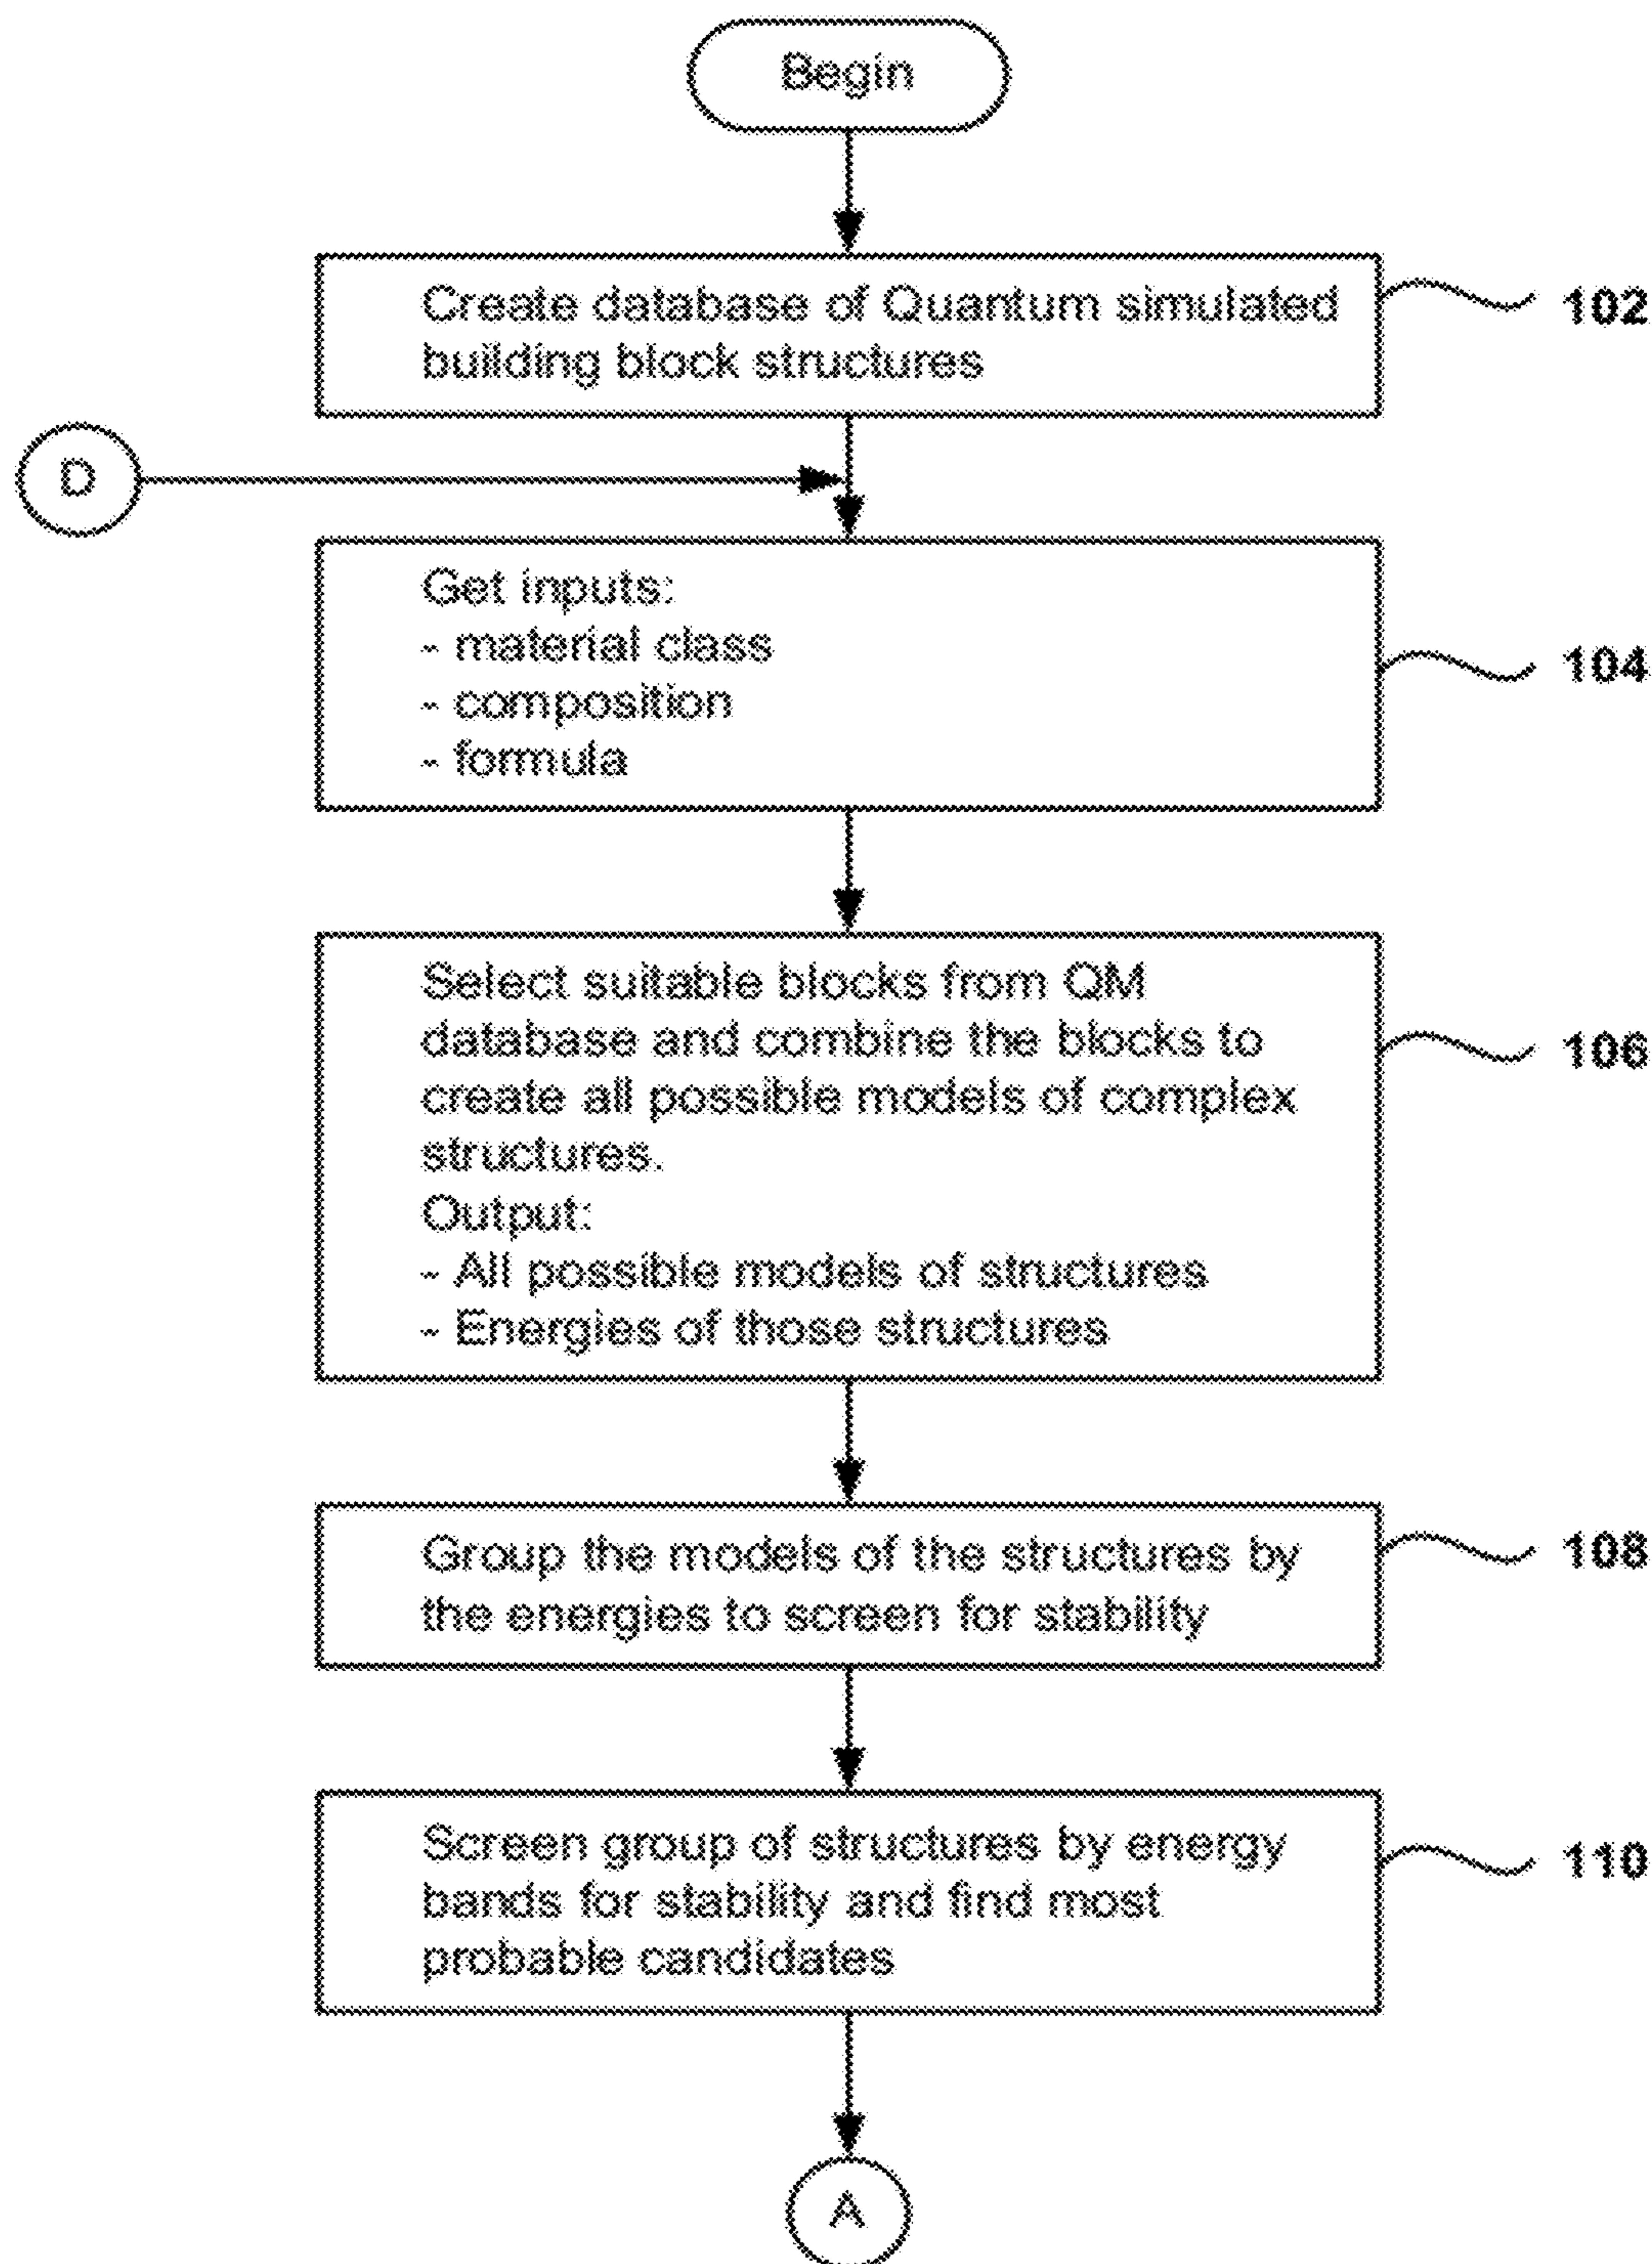 Begin
Create database of Quantum simulated
building block structures
102
D
Get inputs:
- material class
- composition
- formula
104
Select suitable blocks from QM
database and combine the blocks to
create all possible models of complex
structures.
Output:
- All possible models of structures
- Energies of those structures
106
Group the models of the structures by
the energies to screen for stability
108
Screen group of structures by energy
bands for stability and find most
probable candidates
110
A